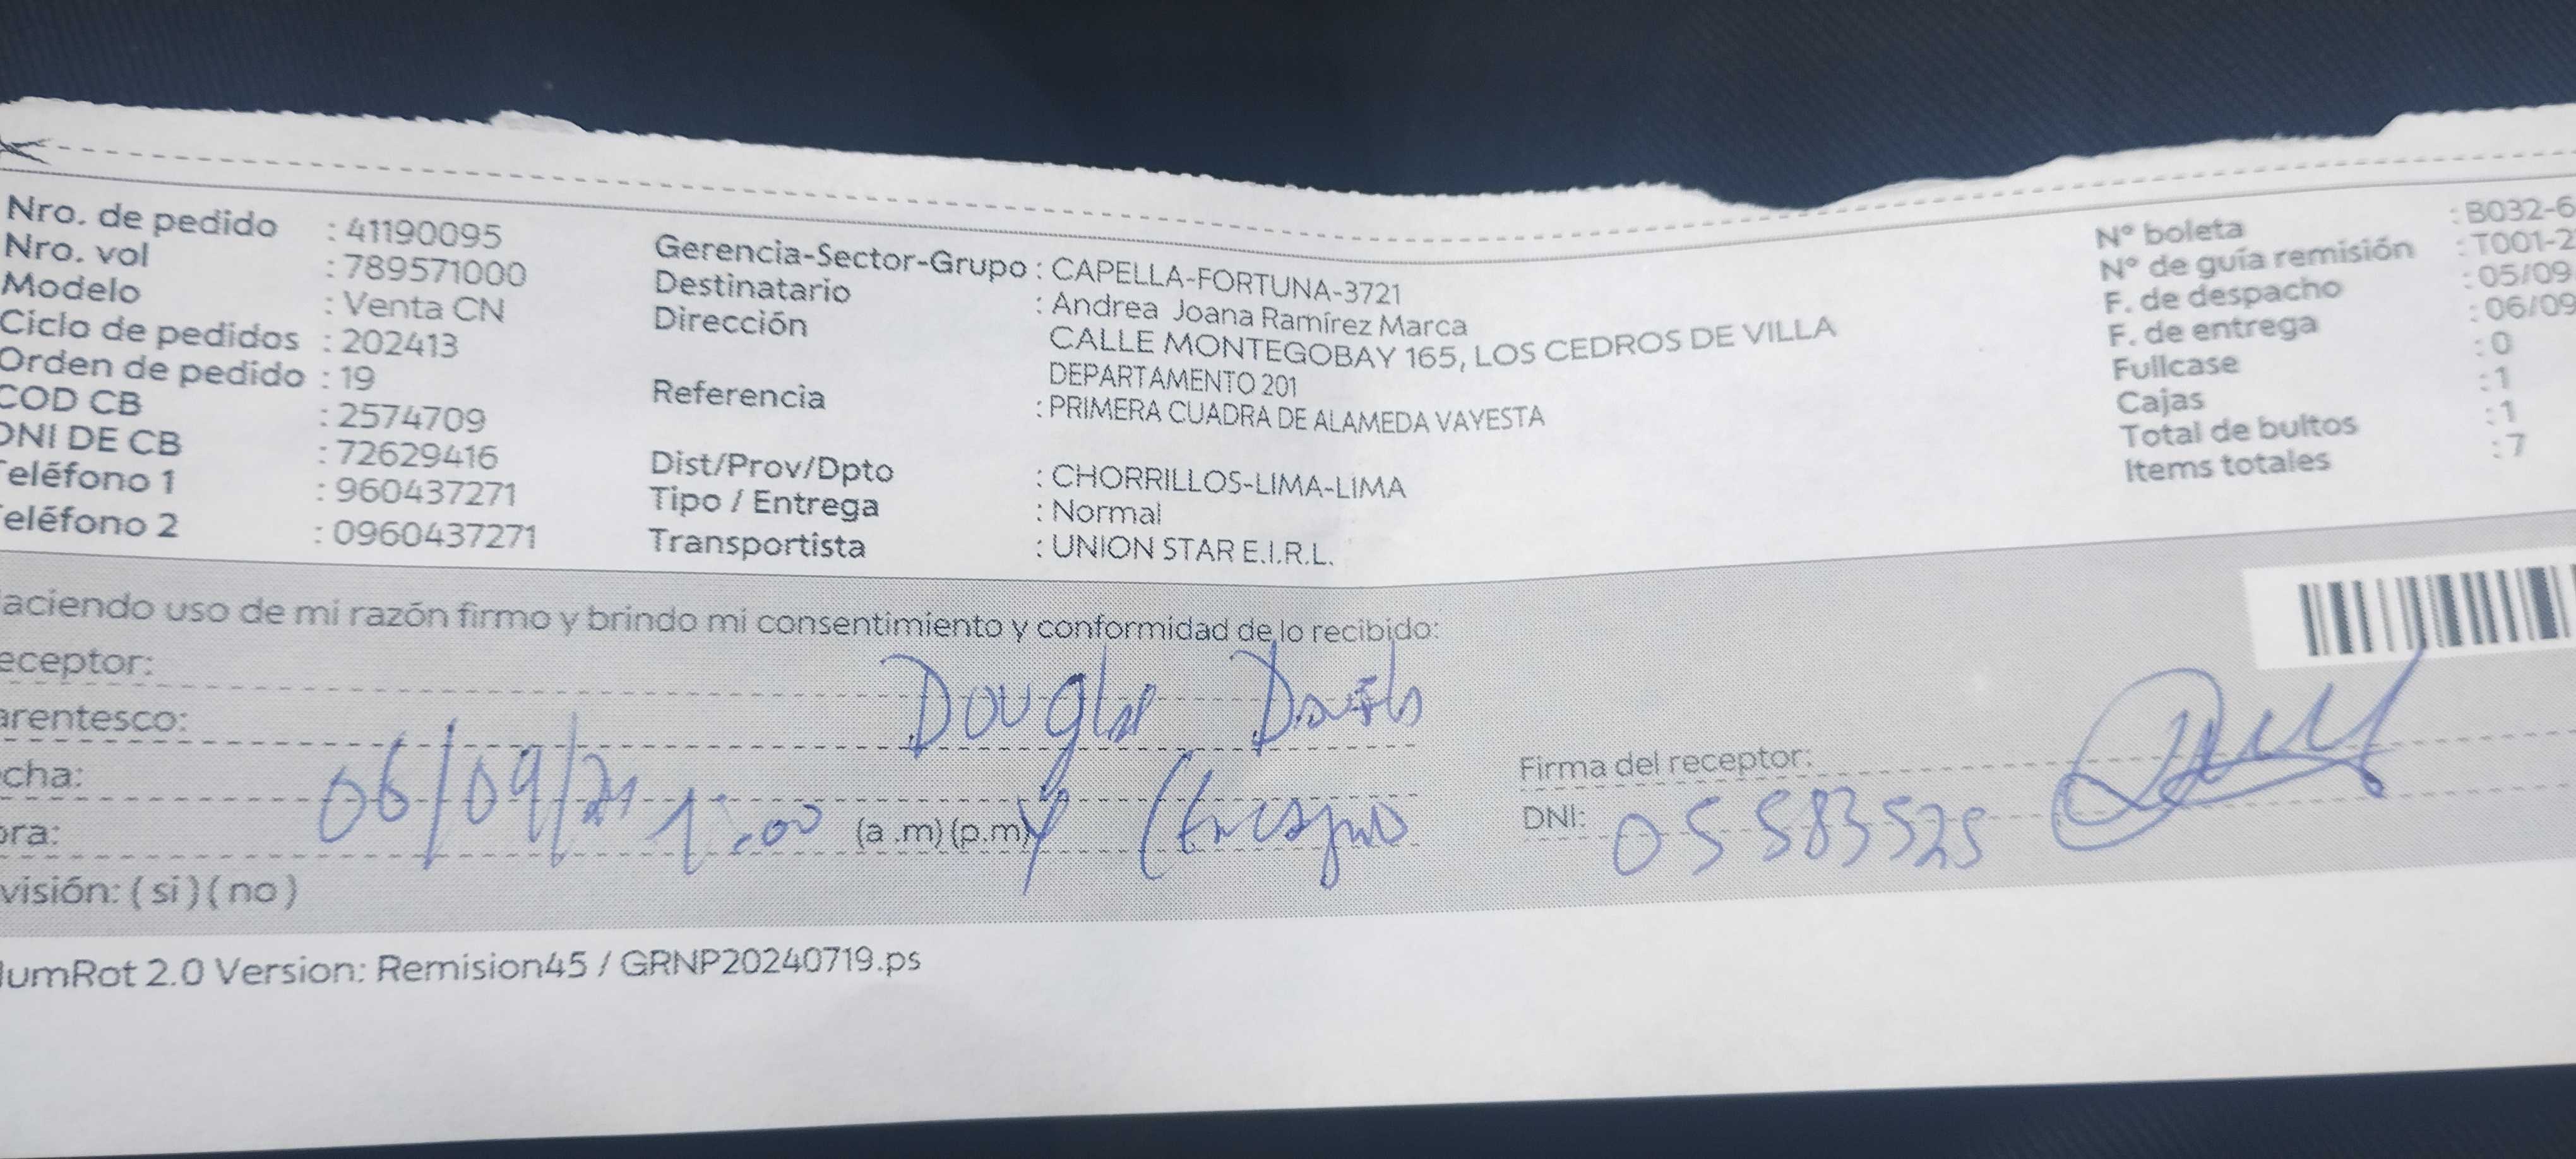 Nro. de pedido : 41190095
Nro. vol : 789571000
Modelo : Venta CN
Ciclo de pedidos : 202413
Orden de pedido : 19
COD CB : 2574709
DNI DE CB : 72629416
Teléfono 1 : 960437271
Teléfono 2 : 0960437271
Gerencia-Sector-Grupo : CAPELLA-FORTUNA-3721
Destinatario : Andrea Joana Ramírez Marca
Dirección CALLE MONTEGOBAY 165, LOS CEDROS DE VILLA
DEPARTAMENTO 201
Referencia : PRIMERA CUADRA DE ALAMEDA VAYESTA
Dist/Prov/Dpto : CHORRILLOS-LIMA-LIMA
Tipo / Entrega : Normal
Transportista : UNION STAR E.I.R.L.
N° boleta : B032-6
N° de guía remisión : T001-2
F. de despacho : 05/09
F. de entrega : 06/09
Fullcase : 0
Cajas : 1
Total de bultos : 1
Items totales : 7
aciendo uso de mi razón firmo y brindo mi consentimiento y conformidad de lo recibido:
eceptor: Douglas
arentesco:
cha: 06/09/
ora: 1:00 (a .m) (p.m)
visión: ( si ) ( no )
Firma del receptor:
DNI: 05583525
umRot 2.0 Version: Remision45 / GRNP20240719.ps